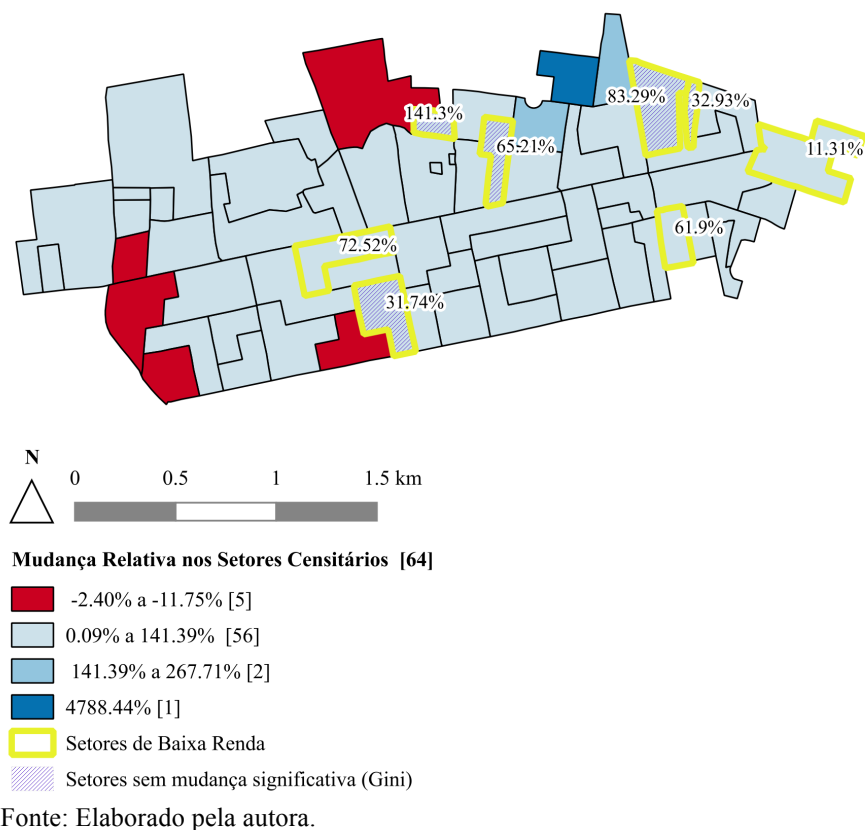 141.3%
83.29%
32.93%
65.21%
11.31%
61.9%
72.52%
31.74%
N
0 0.5 1 1.5 km
Mudança Relativa nos Setores Censitários [64]
-2.40% a -11.75% [5]
0.09% a 141.39% [56]
141.39% a 267.71% [2]
4788.44% [1]
Setores de Baixa Renda
Setores sem mudança significativa (Gini)
Fonte: Elaborado pela autora.